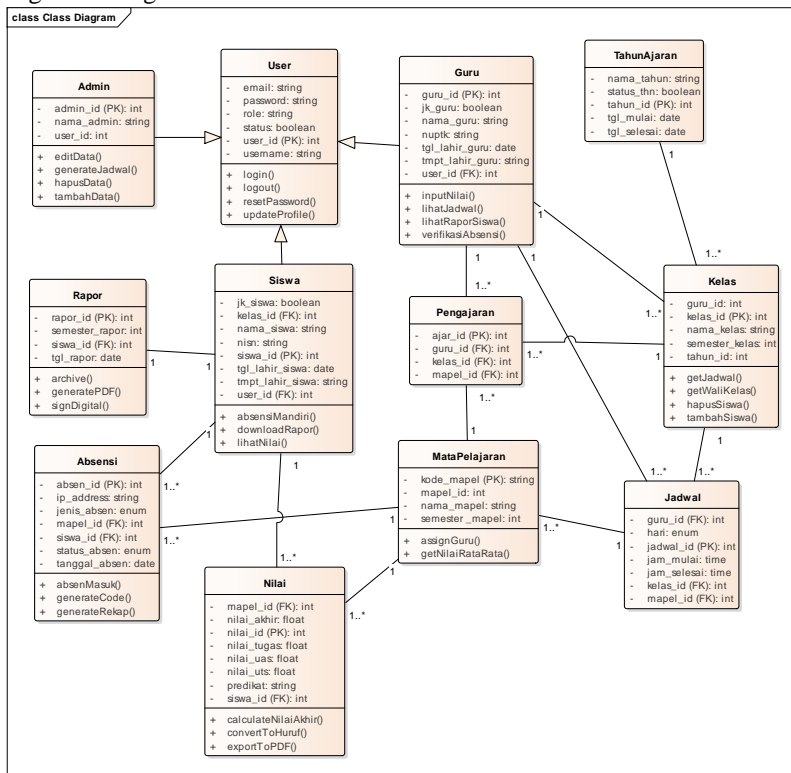 class Class Diagram
User
- email: string
- password: string
- role: string
- status: boolean
- user_id (PK): int
- username: string
+ login()
+ logout()
+ resetPassword()
+ updateProfile()
Admin
- admin_id (PK): int
- nama_admin: string
- user_id: int
+ editData()
+ generateJadwal()
+ hapusData()
+ tambahData()
Guru
- guru_id (PK): int
- jk_guru: boolean
- nama_guru: string
- nuptk: string
- tgl_lahir_guru: date
- tmpt_lahir_guru: string
- user_id (FK): int
+ inputNilai()
+ lihatJadwal()
+ lihatRaporSiswa()
+ verifikasiAbsensi()
TahunAjaran
- nama_tahun: string
- status_thn: boolean
- tahun_id (PK): int
- tgl_mulai: date
- tgl_selesai: date
1
1
1
1
1..*
1..*
1..*
Siswa
- jk_siswa: boolean
- kelas_id (FK): int
- nama_siswa: string
- nisn: string
- siswa_id (PK): int
- tgl_lahir_siswa: date
- tmpt_lahir_siswa: string
- user_id (FK): int
+ absensiMandiri()
+ downloadRapor()
+ lihatNilai()
Rapor
- rapor_id (PK): int
- semester_rapor: int
- siswa_id (FK): int
- tgl_rapor: date
+ archive()
+ generatePDF()
+ signDigital()
1
1
Pengajaran
- ajar_id (PK): int
- guru_id (FK): int
- kelas_id (FK): int
- mapel_id (FK): int
1..*
1
Kelas
- guru_id: int
- kelas_id (PK): int
- nama_kelas: string
- semester_kelas: int
- tahun_id: int
+ getJadwal()
+ getWaliKelas()
+ hapusSiswa()
+ tambahSiswa()
1..*
1
1
1
1
1..*
1..*
1..*
Absensi
- absen_id (PK): int
- ip_address: string
- jenis_absen: enum
- mapel_id (FK): int
- siswa_id (FK): int
- status_absen: enum
- tanggal_absen: date
+ absenMasuk()
+ generateCode()
+ generateRekap()
1..*
1
MataPelajaran
- kode_mapel (PK): string
- mapel_id: int
- nama_mapel: string
- semester _mapel: int
+ assignGuru()
+ getNilaiRataRata()
1..*
1
1
Jadwal
- guru_id (FK): int
- hari: enum
- jadwal_id (PK): int
- jam_mulai: time
- jam_selesai: time
- kelas_id (FK): int
- mapel_id (FK): int
1..*
1..*
Nilai
- mapel_id (FK): int
- nilai_akhir: float
- nilai_id (PK): int
- nilai_tugas: float
- nilai_uas: float
- nilai_uts: float
- predikat: string
- siswa_id (FK): int
+ calculateNilaiAkhir()
+ convertToHuruf()
+ exportToPDF()